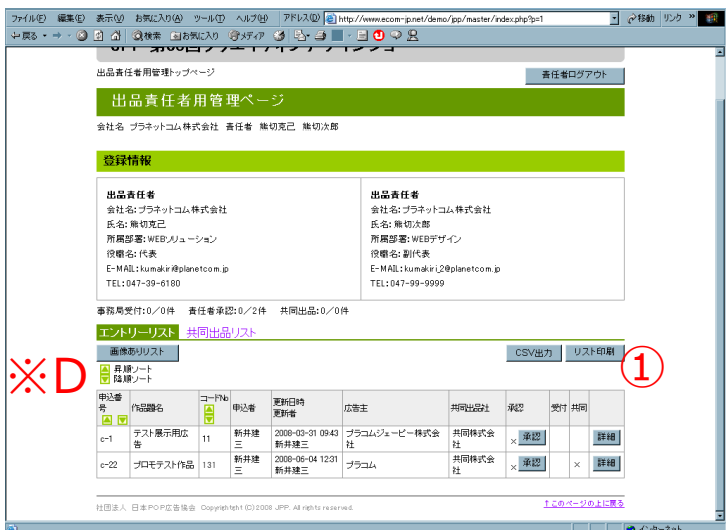 ファイル(F) 編集(E) 表示(V) お気に入り(A) ツール(T) ヘルプ(H) アドレス(D) http://www.ecom-jp.net/demo/jpp/master/index.php?p=1 移動 リンク »
戻る 検索 お気に入り メディア
出品責任者用管理トップページ
責任者ログアウト
出品責任者用管理ページ
会社名 プラネットコム株式会社 責任者 熊切克己 熊切次郎
登録情報
出品責任者
会社名:プラネットコム株式会社
氏名:熊切克己
所属部署:WEBソリューション
役職名:代表
E-MAIL:kumakiri@planetcom.jp
TEL:047-39-6180
出品責任者
会社名:プラネットコム株式会社
氏名:熊切次郎
所属部署:WEBデザイン
役職名:副代表
E-MAIL:kumakiri_2@planetcom.jp
TEL:047-99-9999
事務局受付:0/0件 責任者承認:0/2件 共同出品:0/0件
エントリーリスト 共同出品リスト
画像ありリスト CSV出力 リスト印刷
※D ①
昇順ソート
降順ソート
申込番号 作品題名 コードNo 申込者 更新日時 更新者 広告主 共同出品社 承認 受付 共同
c-1 テスト展示用広告 11 新井建三 2008-03-31 09:43 新井建三 プラコムジェーピー株式会社 共同株式会社 × 承認 詳細
c-22 プロモテスト作品 131 新井建三 2008-06-04 12:31 新井建三 プラコム 共同株式会社 × 承認 × 詳細
↑このページの上に戻る
社団法人 日本POP広告協会 Copyrightright (C)2008 JPP. All rights reserved.
インターネット